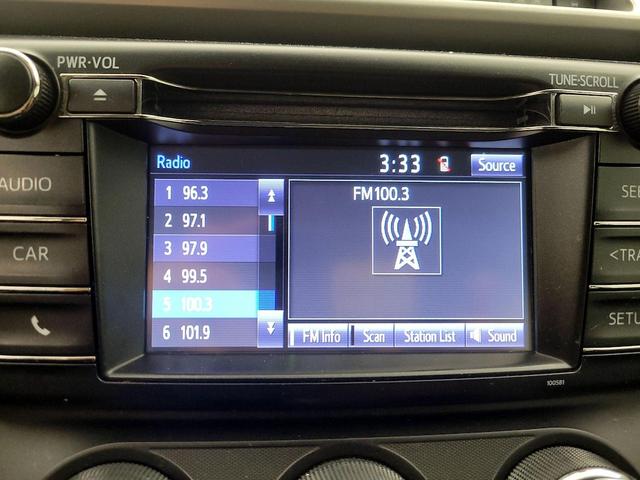 PWR·VOL
TUNE·SCROLL
AUDIO
CAR
Radio
3:33
Source
1 96.3
2 97.1
3 97.9
4 99.5
5 100.3
6 101.9
FM100.3
FM Info
Scan
Station List
Sound
100581